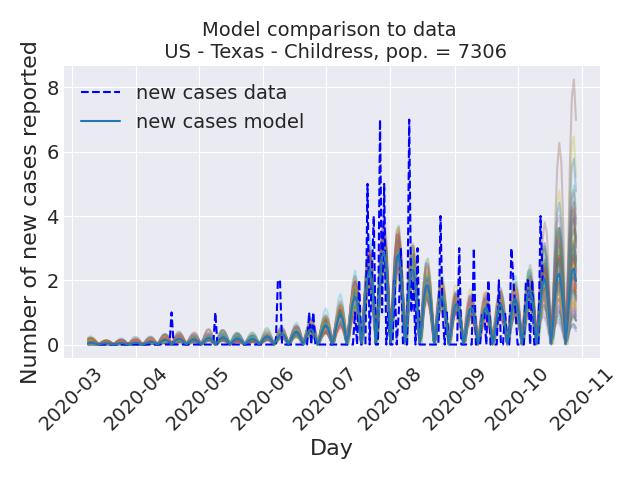 Model comparison to data
US - Texas - Childress, pop. = 7306
Number of new cases reported
8
6
4
2
0
new cases data
new cases model
2020-03
2020-04
2020-05
2020-06
2020-07
2020-08
2020-09
2020-10
2020-11
Day